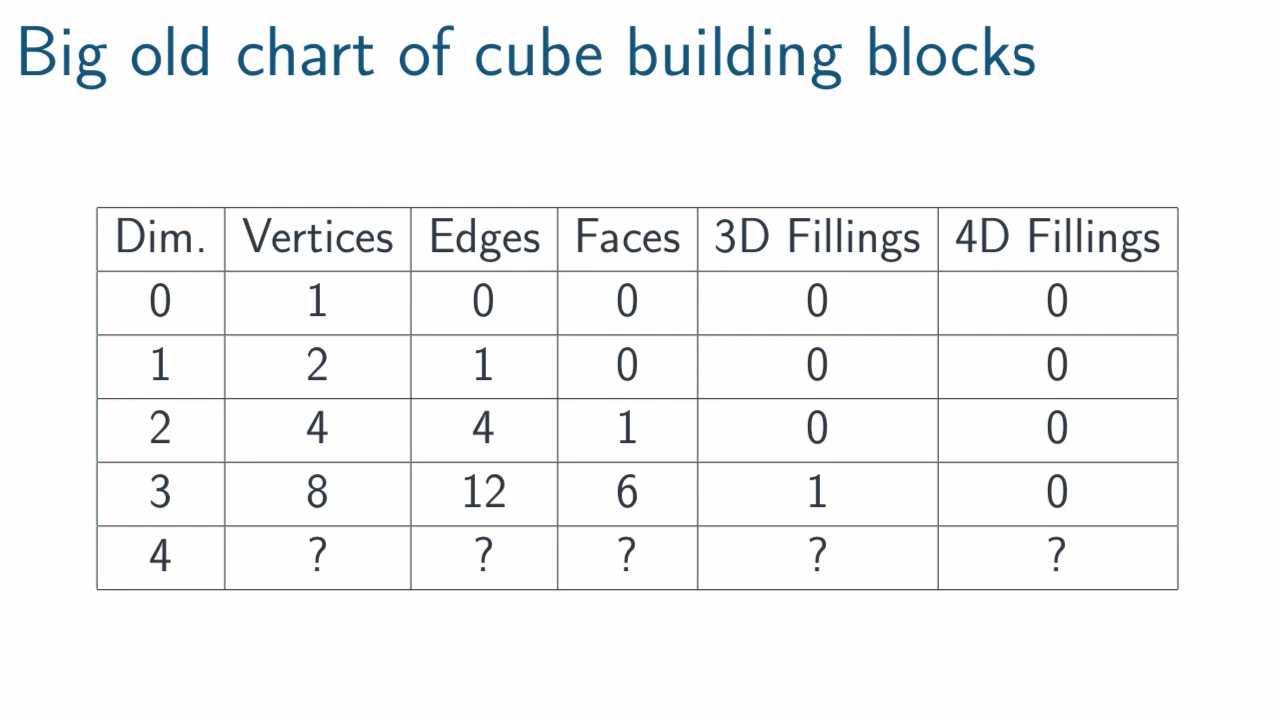 Big old chart of cube building blocks
Dim. Vertices Edges Faces 3D Fillings 4D Fillings
0 1 0 0 0 0
1 2 1 0 0 0
2 4 4 1 0 0
3 8 12 6 1 0
4 ? ? ? ? ?